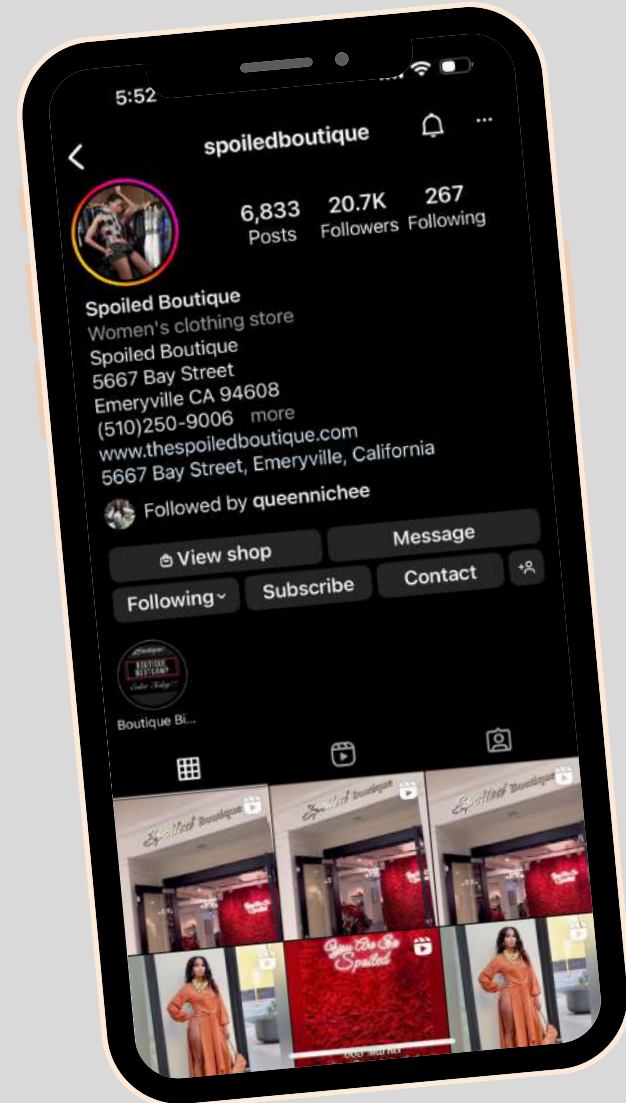 5:52
spoiledboutique
6,833 20.7K 267
Posts Followers Following
Spoiled Boutique
Women's clothing store
Spoiled Boutique
5667 Bay Street
Emeryville CA 94608
(510)250-9006 more
www.thespoiledboutique.com
5667 Bay Street, Emeryville, California
Followed by queennichee
View shop Message
Following Subscribe Contact
Boutique
BOUTIQUE
BOOTCAMP
Boutique Bi...
Spoiled Boutique Spoiled Boutique Spoiled Boutique
You Are So
Spoiled